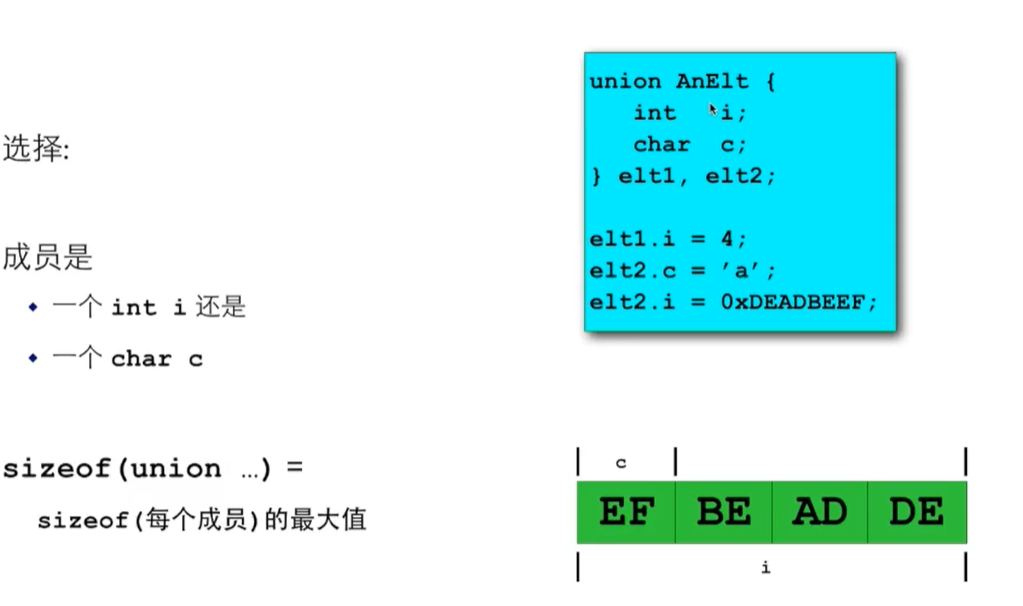 选择:
成员是
一个 int i 还是
一个 char c
sizeof(union …) =
sizeof(每个成员)的最大值
union AnElt {
int i;
char c;
} elt1, elt2;
elt1.i = 4;
elt2.c = ’a’;
elt2.i = 0xDEADBEEF;
c
EF BE AD DE
i